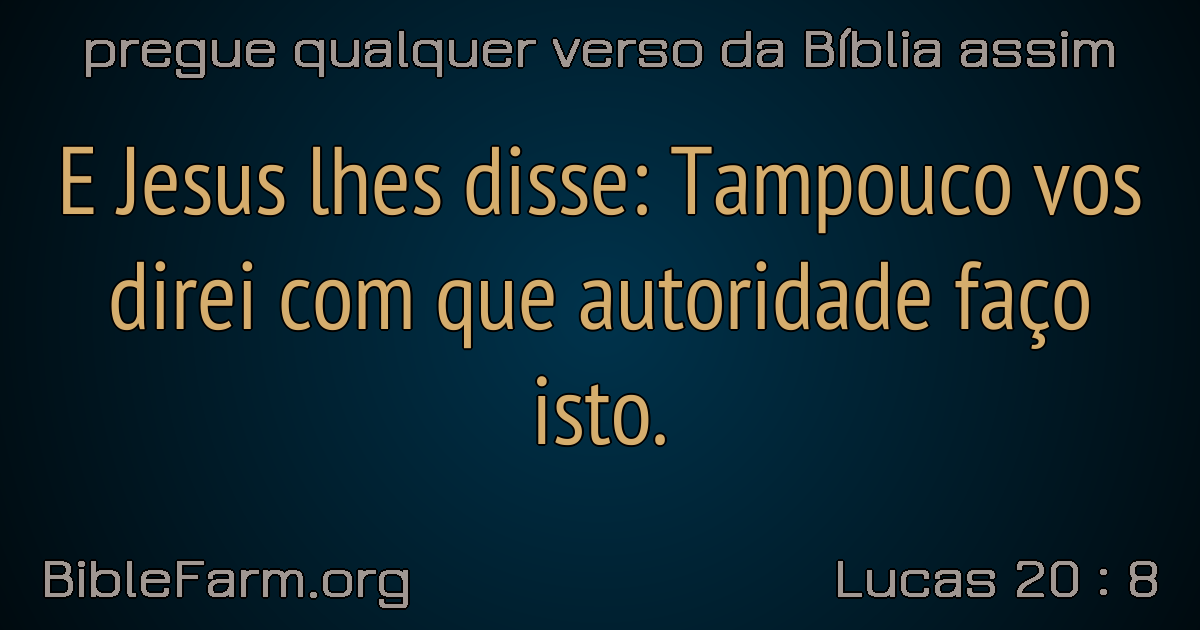 pregue qualquer verso da Bíblia assim
E Jesus lhes disse: Tampouco vos
direi com que autoridade faço
isto.
BibleFarm.org
Lucas 20 : 8